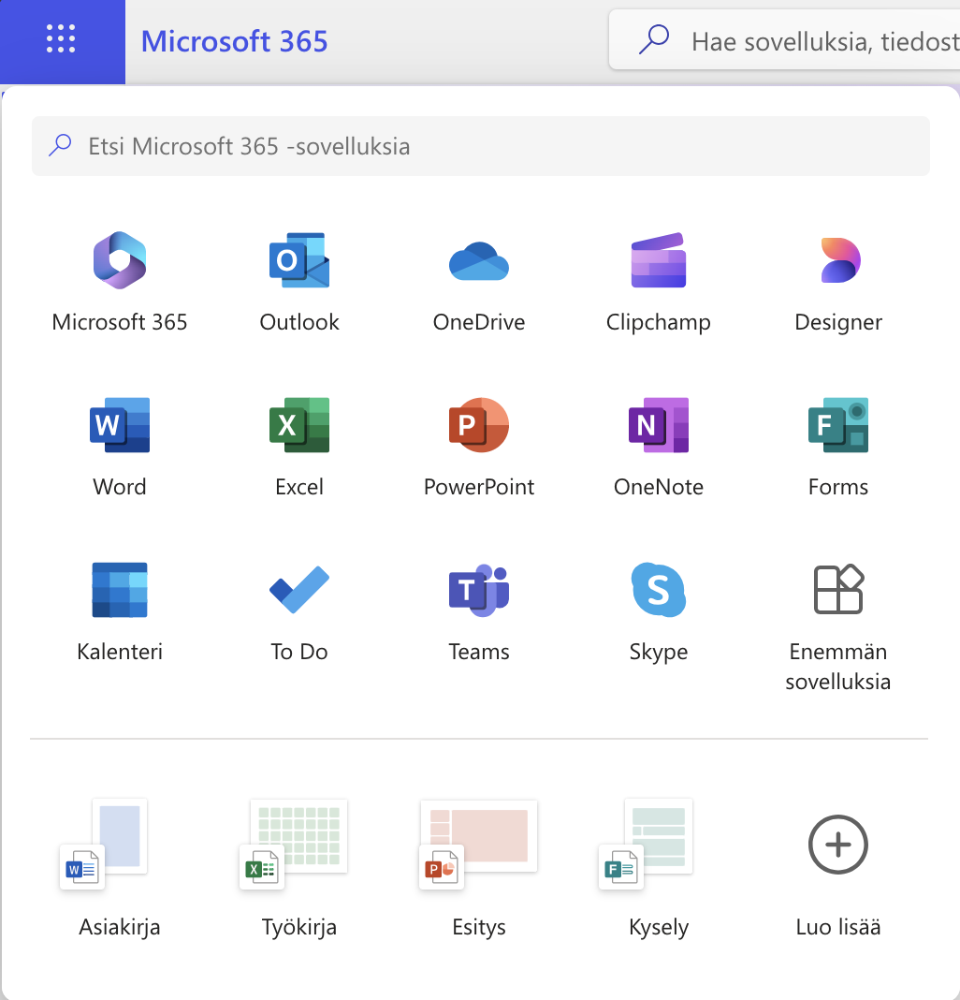 Microsoft 365
Hae sovelluksia, tiedost
Etsi Microsoft 365 -sovelluksia
Microsoft 365
O
Outlook
OneDrive
Clipchamp
Designer
W
Word
X
Excel
P
PowerPoint
N
OneNote
F
Forms
Kalenteri
To Do
T
Teams
S
Skype
Enemmän
sovelluksia
W
Asiakirja
X
Työkirja
P
Esitys
F
Kysely
Luo lisää